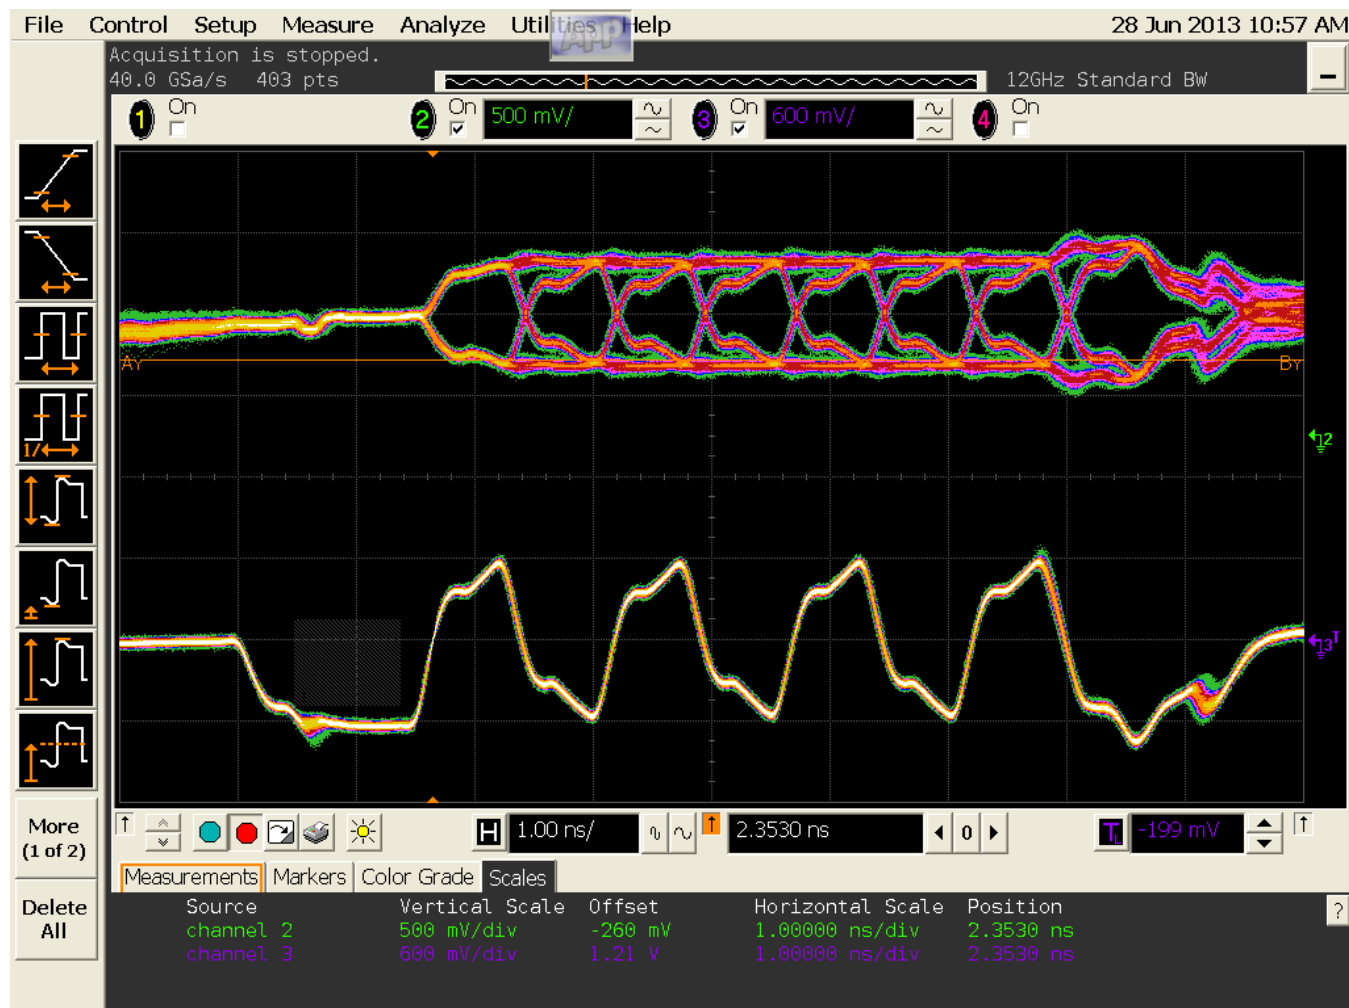 File Control Setup Measure Analyze Utilities Help 28 Jun 2013 10:57 AM
App
Acquisition is stopped.
40.0 GSa/s 403 pts 12GHz Standard BW
1 On 2 On 500 mV/ 3 On 600 mV/ 4 On
AY BY
2
3 T
1/
More
(1 of 2)
H 1.00 ns/ 2.3530 ns 0 T -199 mV
Measurements Markers Color Grade Scales
Delete
All
Source Vertical Scale Offset Horizontal Scale Position ?
channel 2 500 mV/div -260 mV 1.00000 ns/div 2.3530 ns
channel 3 600 mV/div 1.21 V 1.00000 ns/div 2.3530 ns